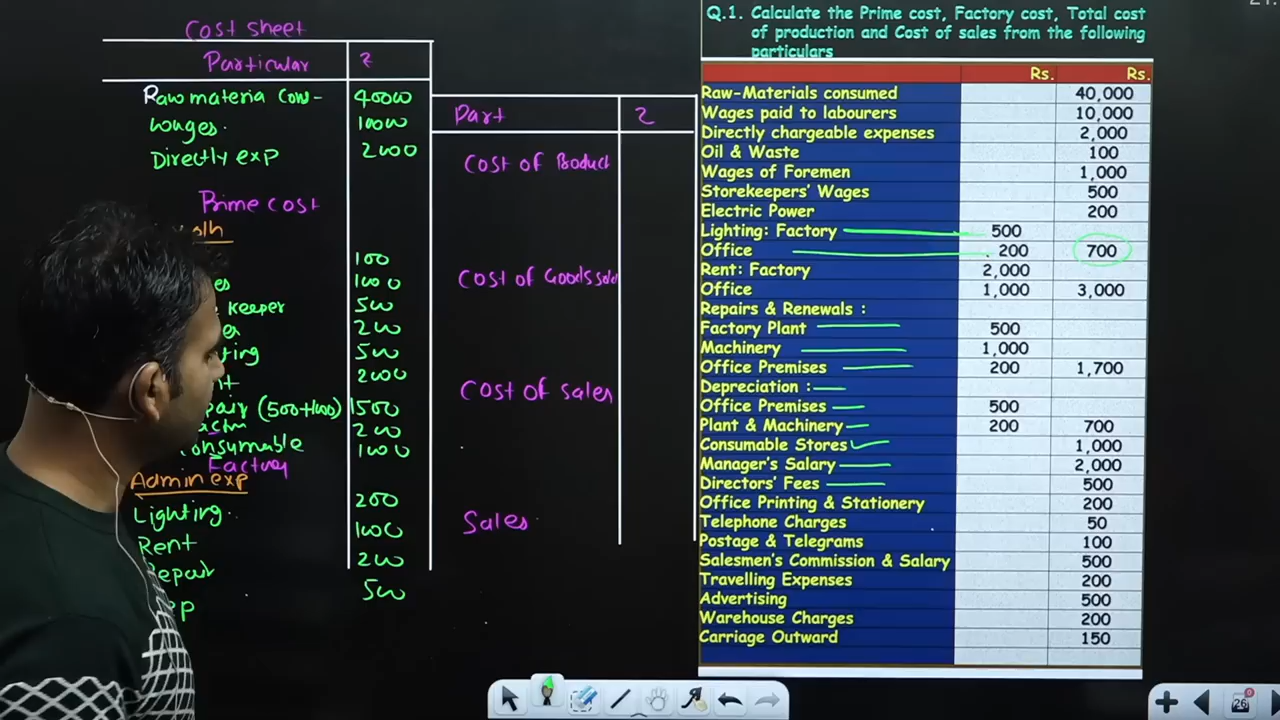 Cost sheet
Particular ₹
Raw materia Con- 40000
Wages. 10000
Directly exp 2000
Prime cost
100
1000
keeper 500
200
500
2000
(500+1000) 1500
200
Consumable 1000
Factory
Admin exp
Lighting. 200
Rent 1000
Repair 200
500
Part ₹
Cost of Product
Cost of Goods sold
Cost of sales
Sales
Q.1. Calculate the Prime cost, Factory cost, Total cost
of production and Cost of sales from the following
particulars
Rs. Rs.
Raw-Materials consumed 40,000
Wages paid to labourers 10,000
Directly chargeable expenses 2,000
Oil & Waste 100
Wages of Foremen 1,000
Storekeepers' Wages 500
Electric Power 200
Lighting: Factory 500
Office 200 700
Rent: Factory 2,000
Office 1,000 3,000
Repairs & Renewals :
Factory Plant 500
Machinery 1,000
Office Premises 200 1,700
Depreciation :
Office Premises 500
Plant & Machinery 200 700
Consumable Stores 1,000
Manager's Salary 2,000
Directors' Fees 500
Office Printing & Stationery 200
Telephone Charges 50
Postage & Telegrams 100
Salesmen's Commission & Salary 500
Travelling Expenses 200
Advertising 500
Warehouse Charges 200
Carriage Outward 150
26